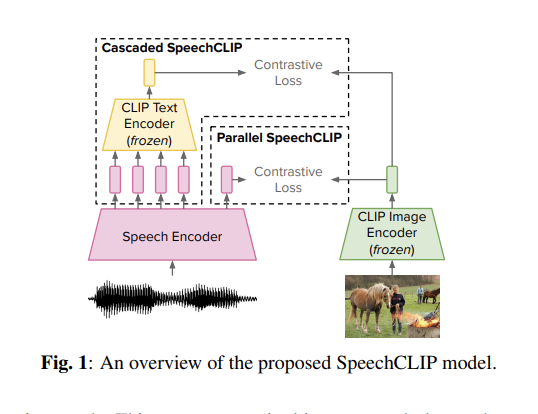 Cascaded SpeechCLIP
Contrastive
Loss
CLIP Text
Encoder
(frozen)
Parallel SpeechCLIP
Contrastive
Loss
Speech Encoder
CLIP Image
Encoder
(frozen)
Fig. 1: An overview of the proposed SpeechCLIP model.